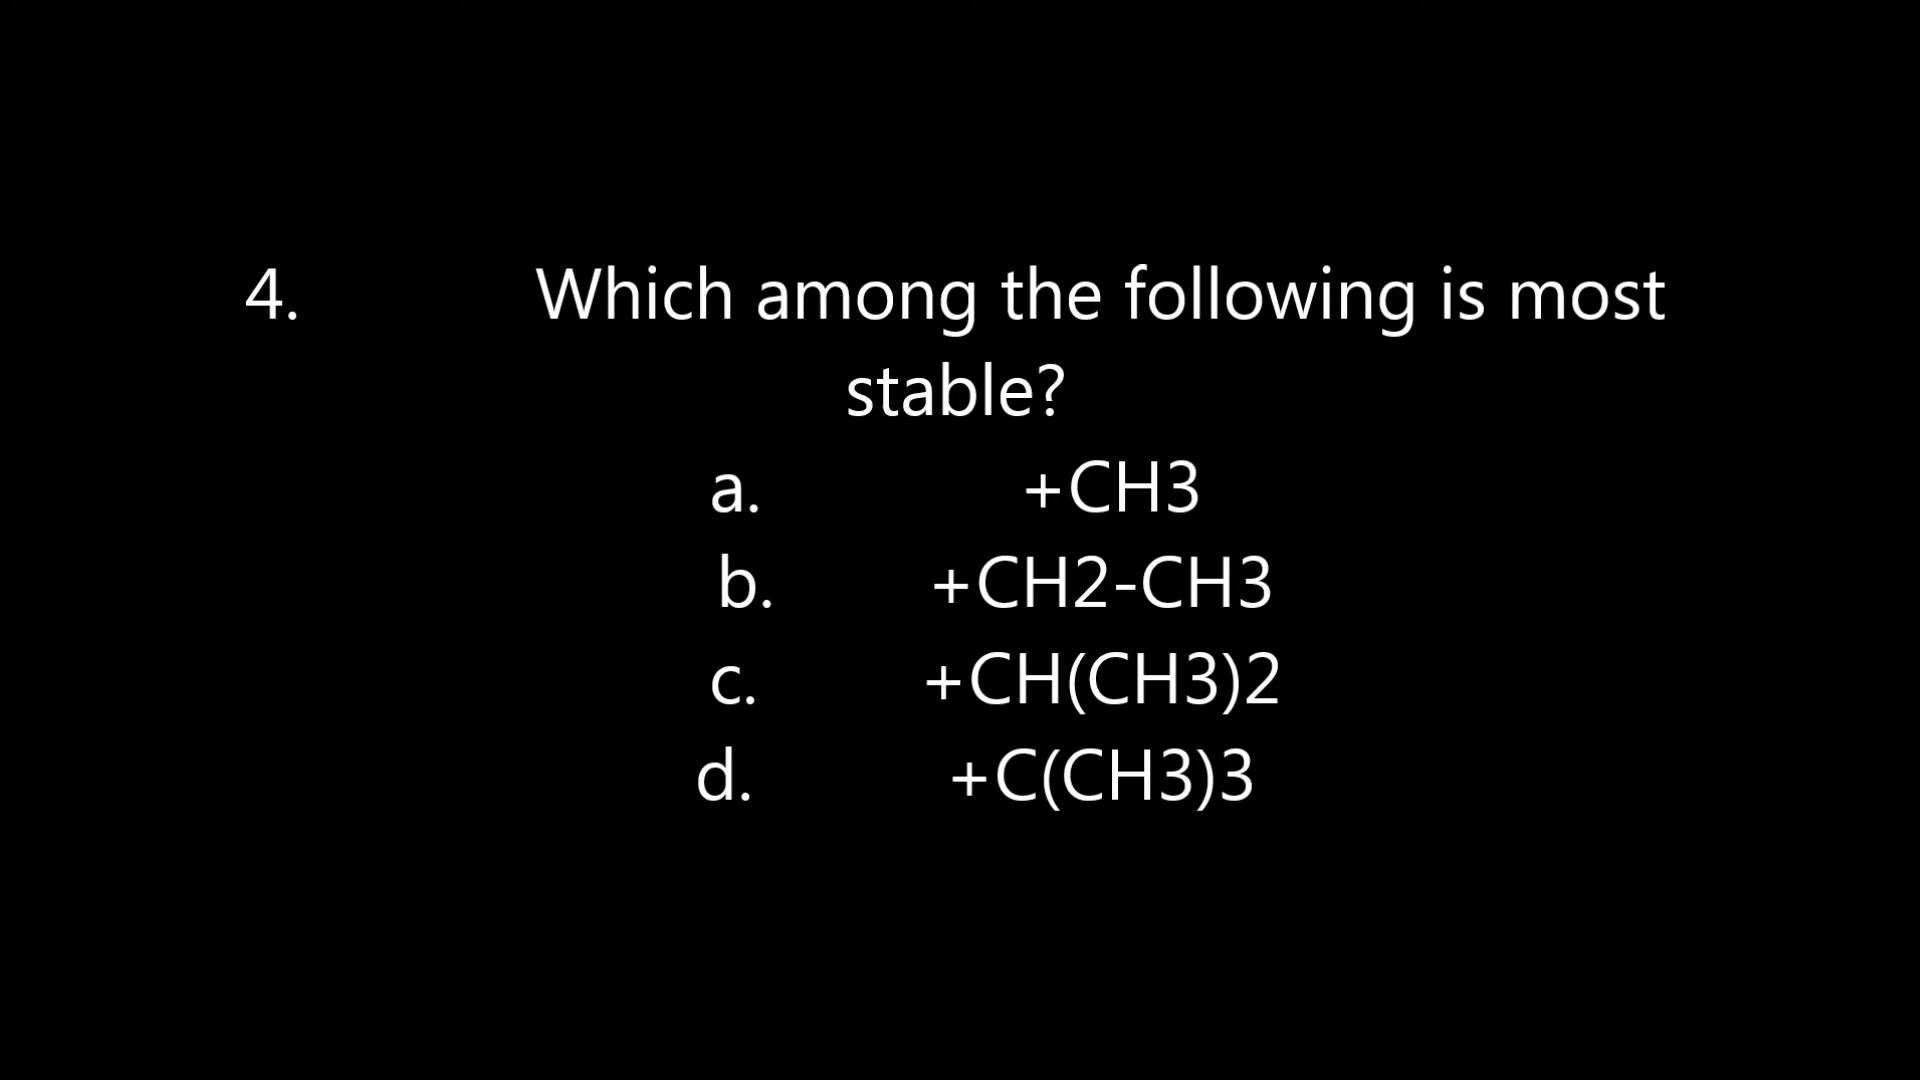 4. Which among the following is most
stable?
a. +CH3
b. +CH2-CH3
c. +CH(CH3)2
d. +C(CH3)3